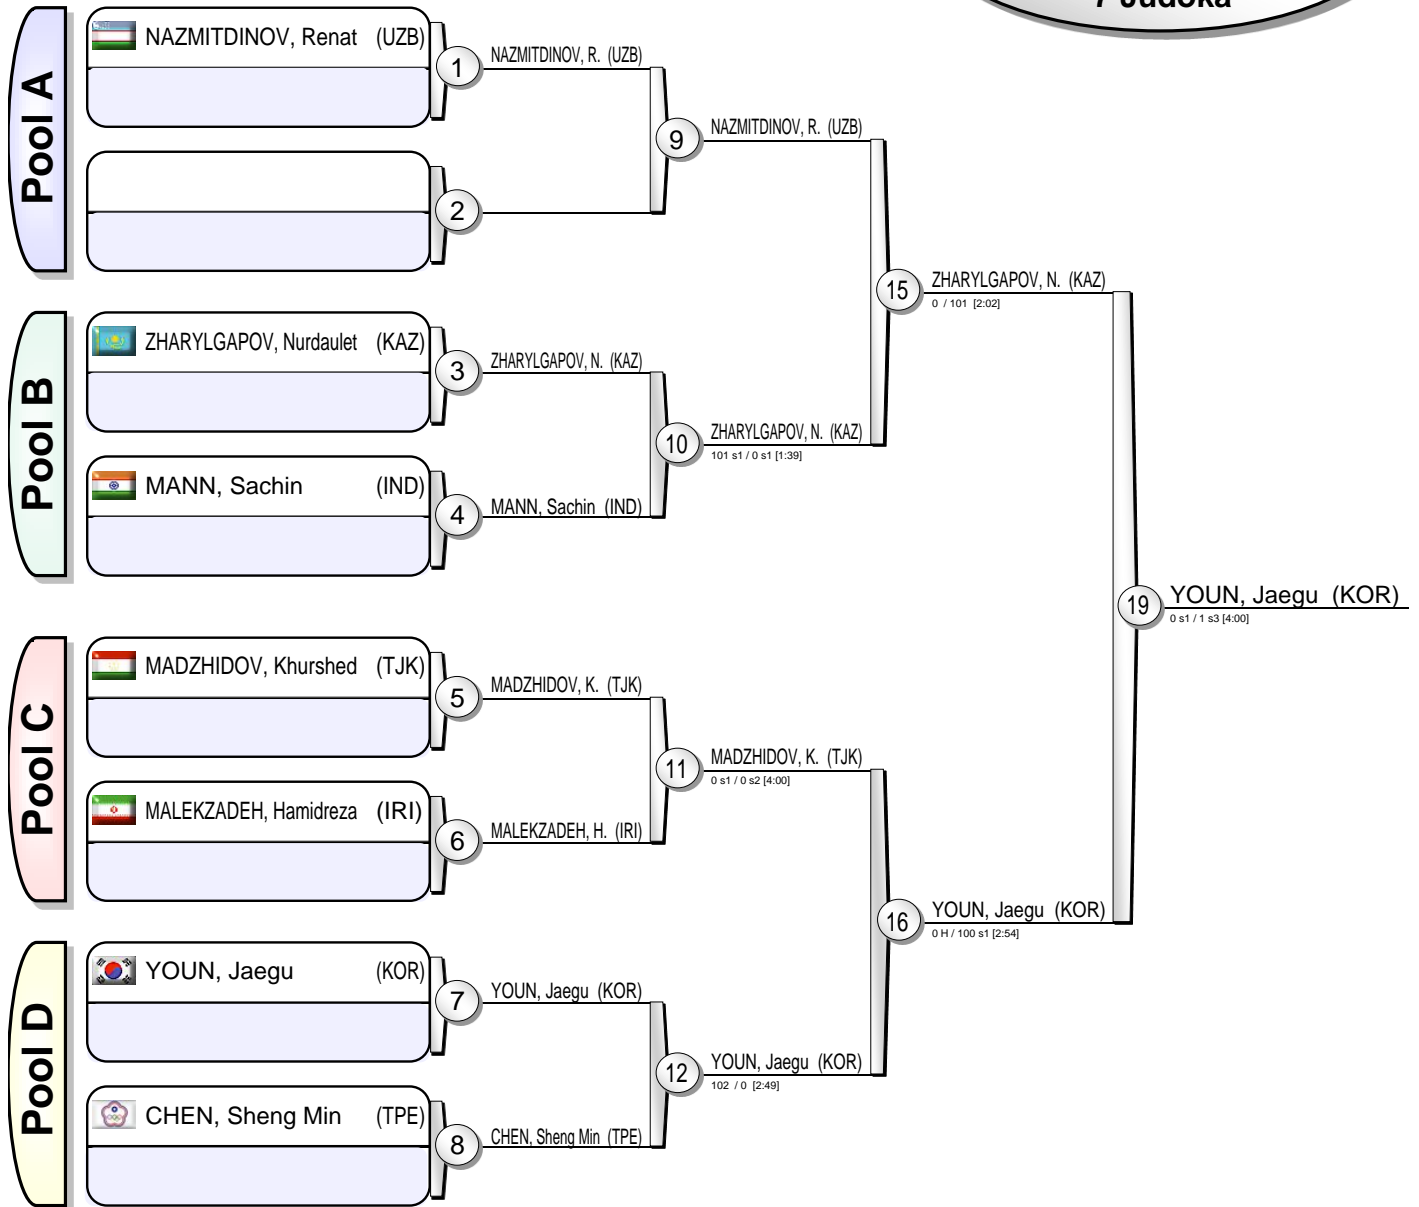 7 Judoka
Pool A
NAZMITDINOV, Renat (UZB)
1
NAZMITDINOV, R. (UZB)
2
9
NAZMITDINOV, R. (UZB)
Pool B
ZHARYLGAPOV, Nurdaulet (KAZ)
3
ZHARYLGAPOV, N. (KAZ)
MANN, Sachin (IND)
4
MANN, Sachin (IND)
10
ZHARYLGAPOV, N. (KAZ)
101 s1 / 0 s1 [1:39]
15
ZHARYLGAPOV, N. (KAZ)
0 / 101 [2:02]
Pool C
MADZHIDOV, Khurshed (TJK)
5
MADZHIDOV, K. (TJK)
MALEKZADEH, Hamidreza (IRI)
6
MALEKZADEH, H. (IRI)
11
MADZHIDOV, K. (TJK)
0 s1 / 0 s2 [4:00]
Pool D
YOUN, Jaegu (KOR)
7
YOUN, Jaegu (KOR)
CHEN, Sheng Min (TPE)
8
CHEN, Sheng Min (TPE)
12
YOUN, Jaegu (KOR)
102 / 0 [2:49]
16
YOUN, Jaegu (KOR)
0 H / 100 s1 [2:54]
19
YOUN, Jaegu (KOR)
0 s1 / 1 s3 [4:00]